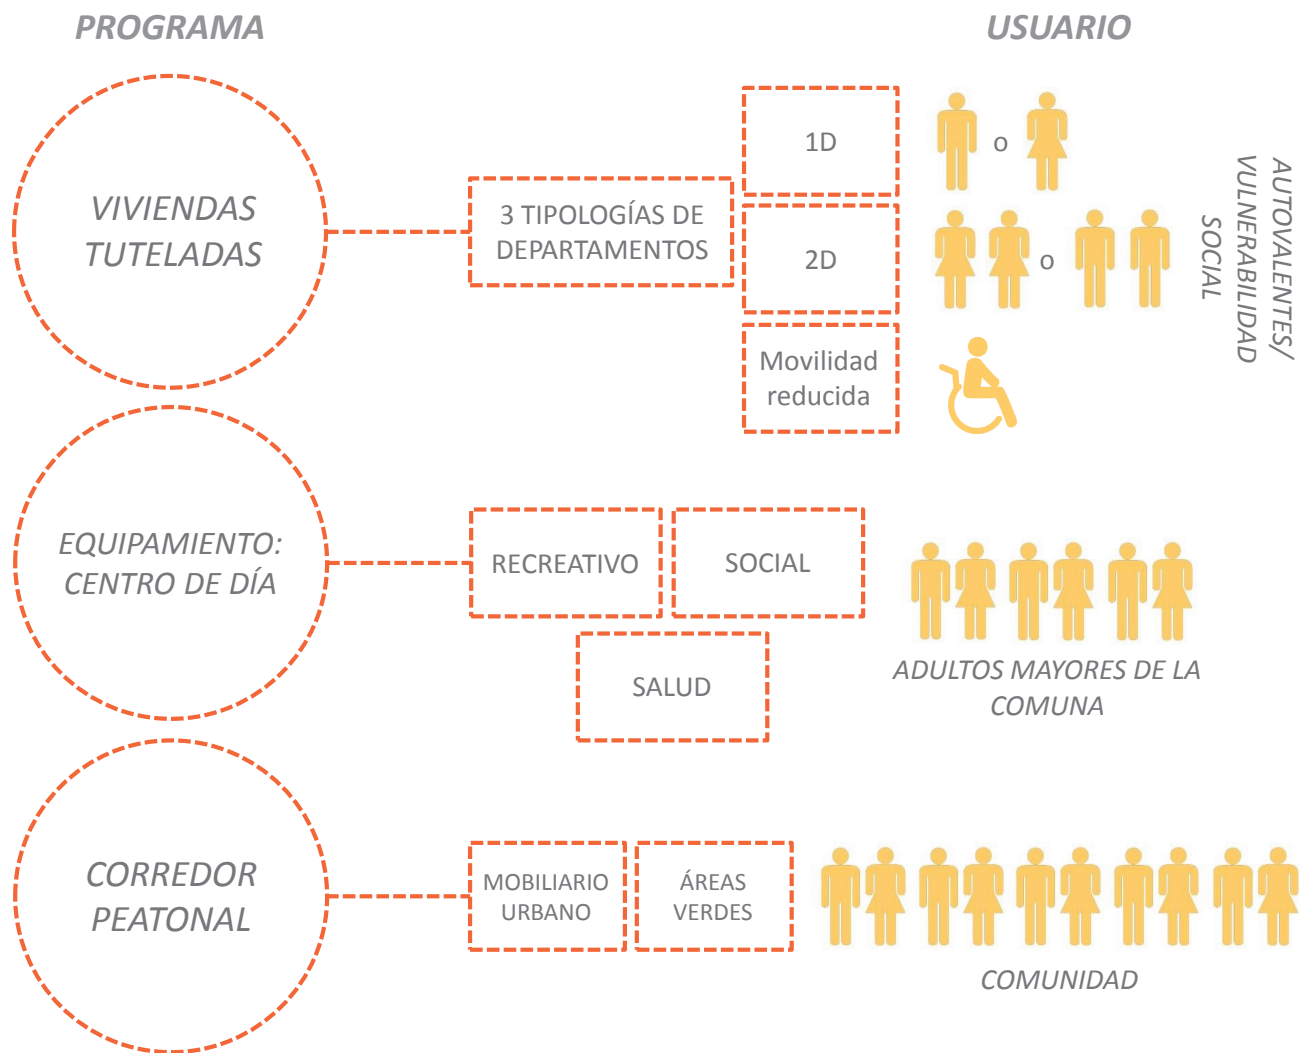 PROGRAMA
USUARIO
VIVIENDAS
TUTELADAS
3 TIPOLOGÍAS DE
DEPARTAMENTOS
1D
o
2D
o
Movilidad
reducida
AUTOVALENTES/
VULNERABILIDAD
SOCIAL
EQUIPAMIENTO:
CENTRO DE DÍA
RECREATIVO
SOCIAL
SALUD
ADULTOS MAYORES DE LA
COMUNA
CORREDOR
PEATONAL
MOBILIARIO
URBANO
ÁREAS
VERDES
COMUNIDAD